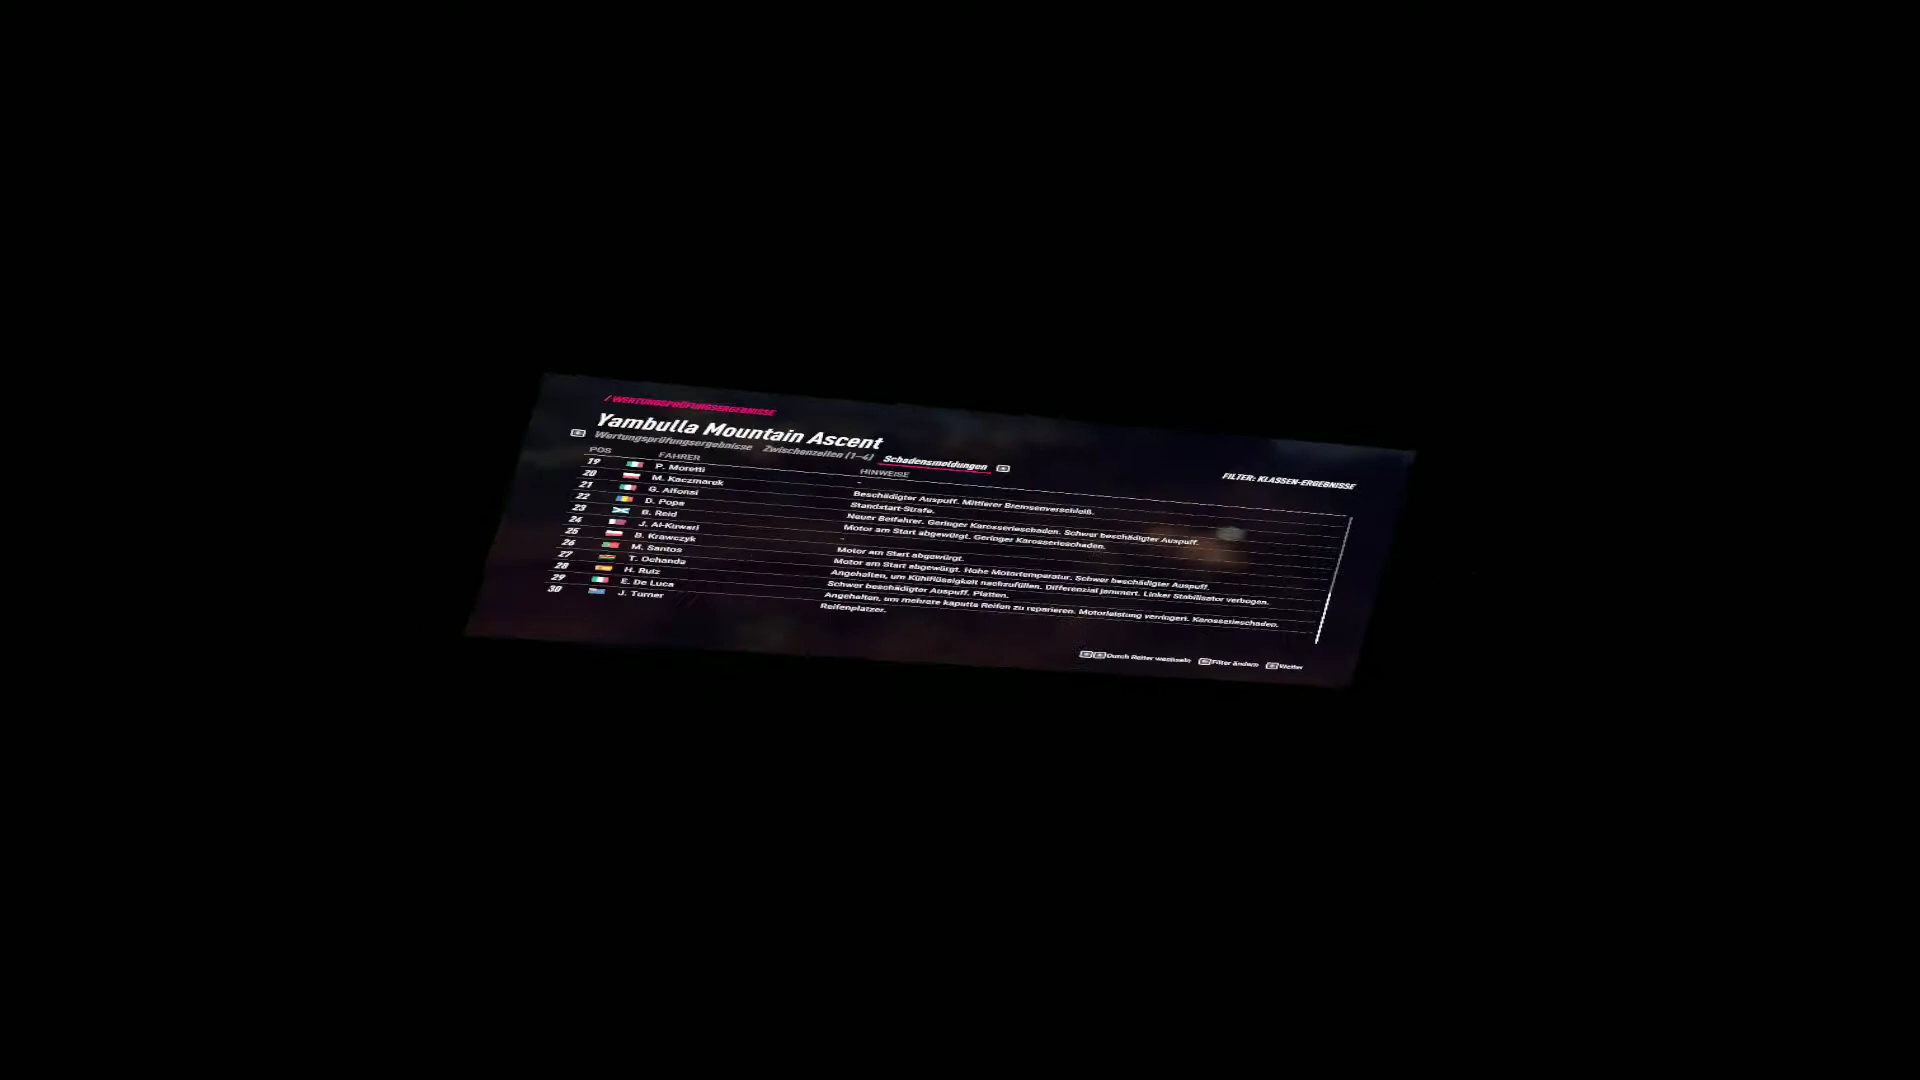 / WERTUNGSPRÜFUNGSERGEBNISSE
Yambulla Mountain Ascent
Wertungsprüfungsergebnisse Zwischenzeiten (1–4) Schadensmeldungen
FILTER: KLASSEN-ERGEBNISSE
POS FAHRER HINWEISE
19 P. Moretti -
20 M. Kaczmarek Beschädigter Auspuff. Mittlerer Bremsenverschleiß.
21 G. Alfonsi Standstart-Strafe.
22 D. Popa Neuer Beifahrer. Geringer Karosserieschaden. Schwer beschädigter Auspuff.
23 B. Reid Motor am Start abgewürgt. Geringer Karosserieschaden.
24 J. Al-Kuwari -
25 B. Krawczyk Motor am Start abgewürgt.
26 M. Santos Motor am Start abgewürgt. Hohe Motortemperatur. Schwer beschädigter Auspuff.
27 T. Ochanda Angehalten, um Kühlflüssigkeit nachzufüllen. Differenzial jammert. Linker Stabilisator verbogen.
28 H. Ruiz Schwer beschädigter Auspuff. Platten.
29 E. De Luca Angehalten, um mehrere kaputte Reifen zu reparieren. Motorleistung verringert. Karosserieschaden.
30 J. Turner Reifenplatzer.
Durch Reiter wechseln Filter ändern Weiter